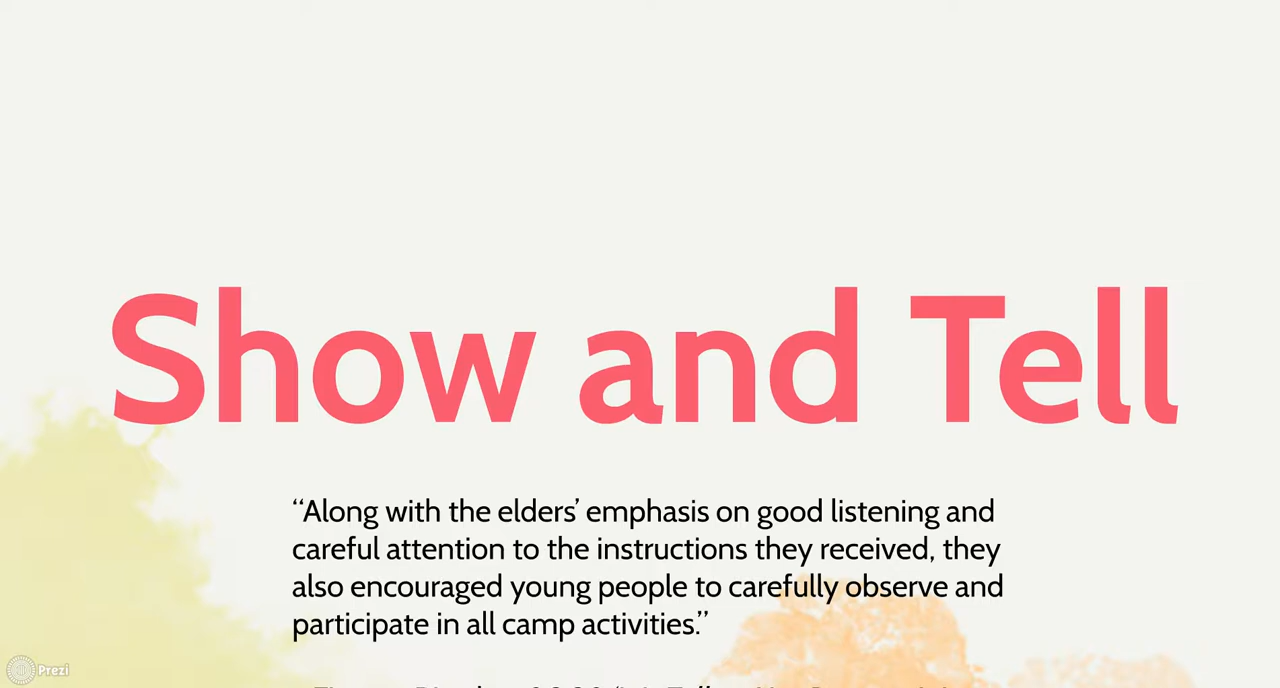 Show and Tell
“Along with the elders’ emphasis on good listening and
careful attention to the instructions they received, they
also encouraged young people to carefully observe and
participate in all camp activities.”
Prezi